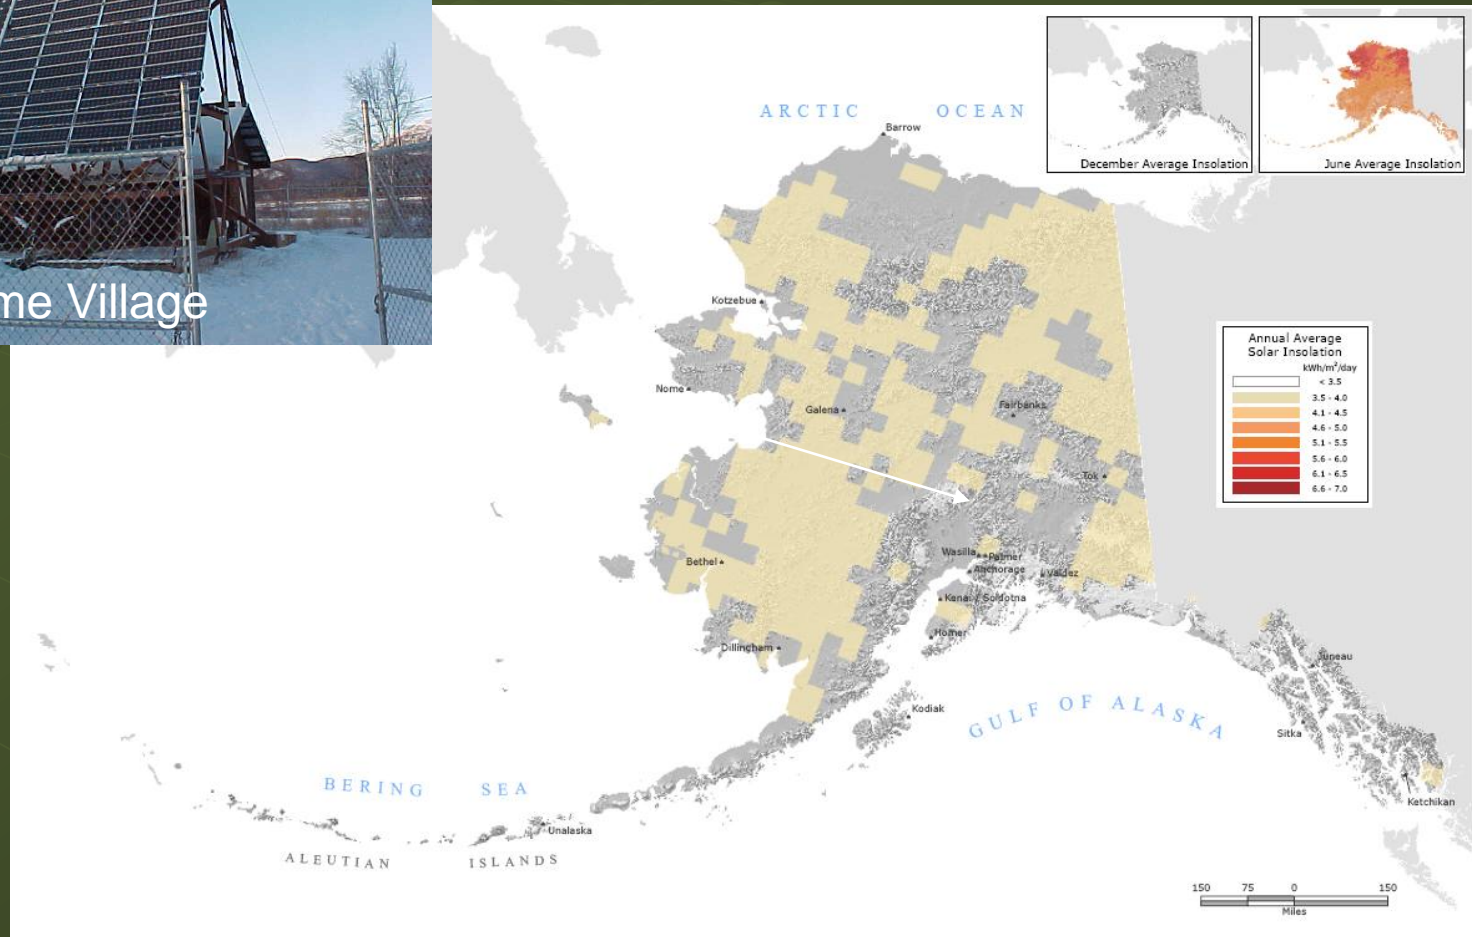 me Village
December Average Insolation
June Average Insolation
ARCTIC OCEAN
Barrow
Kotzebue
Nome
Galena
Fairbanks
Tok
Bethel
Wasilla
Palmer
Anchorage
Valdez
Kenai / Soldotna
Homer
Dillingham
Kodiak
Juneau
Sitka
Ketchikan
GULF OF ALASKA
BERING SEA
Unalaska
ALEUTIAN ISLANDS
Annual Average
Solar Insolation
kWh/m²/day
< 3.5
3.5 - 4.0
4.1 - 4.5
4.6 - 5.0
5.1 - 5.5
5.6 - 6.0
6.1 - 6.5
6.6 - 7.0
150 75 0 150
Miles